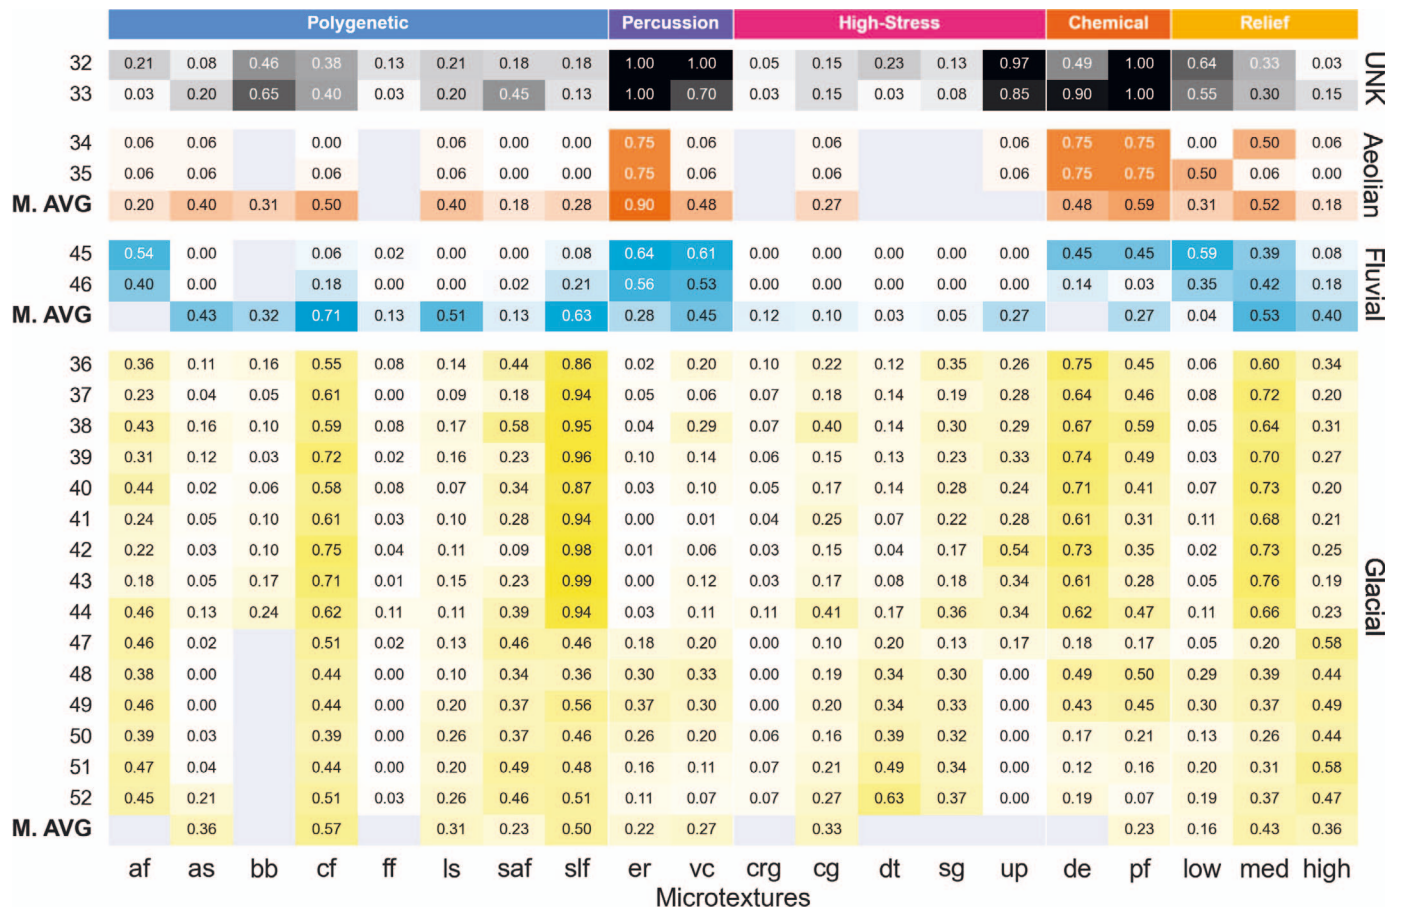 Polygenetic Percussion High-Stress Chemical Relief
32 0.21 0.08 0.46 0.38 0.13 0.21 0.18 0.18 1.00 1.00 0.05 0.15 0.23 0.13 0.97 0.49 1.00 0.64 0.33 0.03
33 0.03 0.20 0.65 0.40 0.03 0.20 0.45 0.13 1.00 0.70 0.03 0.15 0.03 0.08 0.85 0.90 1.00 0.55 0.30 0.15
UNK
34 0.06 0.06 0.00 0.06 0.00 0.00 0.75 0.06 0.06 0.06 0.75 0.75 0.00 0.50 0.06
35 0.06 0.06 0.06 0.06 0.00 0.00 0.75 0.06 0.06 0.06 0.75 0.75 0.50 0.06 0.00
M. AVG 0.20 0.40 0.31 0.50 0.40 0.18 0.28 0.90 0.48 0.27 0.48 0.59 0.31 0.52 0.18
Aeolian
45 0.54 0.00 0.06 0.02 0.00 0.00 0.08 0.64 0.61 0.00 0.00 0.00 0.00 0.00 0.45 0.45 0.59 0.39 0.08
46 0.40 0.00 0.18 0.00 0.00 0.02 0.21 0.56 0.53 0.00 0.00 0.00 0.00 0.00 0.14 0.03 0.35 0.42 0.18
M. AVG 0.43 0.32 0.71 0.13 0.51 0.13 0.63 0.28 0.45 0.12 0.10 0.03 0.05 0.27 0.27 0.04 0.53 0.40
Fluvial
36 0.36 0.11 0.16 0.55 0.08 0.14 0.44 0.86 0.02 0.20 0.10 0.22 0.12 0.35 0.26 0.75 0.45 0.06 0.60 0.34
37 0.23 0.04 0.05 0.61 0.00 0.09 0.18 0.94 0.05 0.06 0.07 0.18 0.14 0.19 0.28 0.64 0.46 0.08 0.72 0.20
38 0.43 0.16 0.10 0.59 0.08 0.17 0.58 0.95 0.04 0.29 0.07 0.40 0.14 0.30 0.29 0.67 0.59 0.05 0.64 0.31
39 0.31 0.12 0.03 0.72 0.02 0.16 0.23 0.96 0.10 0.14 0.06 0.15 0.13 0.23 0.33 0.74 0.49 0.03 0.70 0.27
40 0.44 0.02 0.06 0.58 0.08 0.07 0.34 0.87 0.03 0.10 0.05 0.17 0.14 0.28 0.24 0.71 0.41 0.07 0.73 0.20
41 0.24 0.05 0.10 0.61 0.03 0.10 0.28 0.94 0.00 0.01 0.04 0.25 0.07 0.22 0.28 0.61 0.31 0.11 0.68 0.21
42 0.22 0.03 0.10 0.75 0.04 0.11 0.09 0.98 0.01 0.06 0.03 0.15 0.04 0.17 0.54 0.73 0.35 0.02 0.73 0.25
43 0.18 0.05 0.17 0.71 0.01 0.15 0.23 0.99 0.00 0.12 0.03 0.17 0.08 0.18 0.34 0.61 0.28 0.05 0.76 0.19
44 0.46 0.13 0.24 0.62 0.11 0.11 0.39 0.94 0.03 0.11 0.11 0.41 0.17 0.36 0.34 0.62 0.47 0.11 0.66 0.23
47 0.46 0.02 0.51 0.02 0.13 0.46 0.46 0.18 0.20 0.00 0.10 0.20 0.13 0.17 0.18 0.17 0.05 0.20 0.58
48 0.38 0.00 0.44 0.00 0.10 0.34 0.36 0.30 0.33 0.00 0.19 0.34 0.30 0.00 0.49 0.50 0.29 0.39 0.44
49 0.46 0.00 0.44 0.00 0.20 0.37 0.56 0.37 0.30 0.00 0.20 0.34 0.33 0.00 0.43 0.45 0.30 0.37 0.49
50 0.39 0.03 0.39 0.00 0.26 0.37 0.46 0.26 0.20 0.06 0.16 0.39 0.32 0.00 0.17 0.21 0.13 0.26 0.44
51 0.47 0.04 0.44 0.00 0.20 0.49 0.48 0.16 0.11 0.07 0.21 0.49 0.34 0.00 0.12 0.16 0.20 0.31 0.58
52 0.45 0.21 0.51 0.03 0.26 0.46 0.51 0.11 0.07 0.07 0.27 0.63 0.37 0.00 0.19 0.07 0.19 0.37 0.47
M. AVG 0.36 0.57 0.31 0.23 0.50 0.22 0.27 0.33 0.23 0.16 0.43 0.36
Glacial
af as bb cf ff ls saf slf er vc crg cg dt sg up de pf low med high
Microtextures